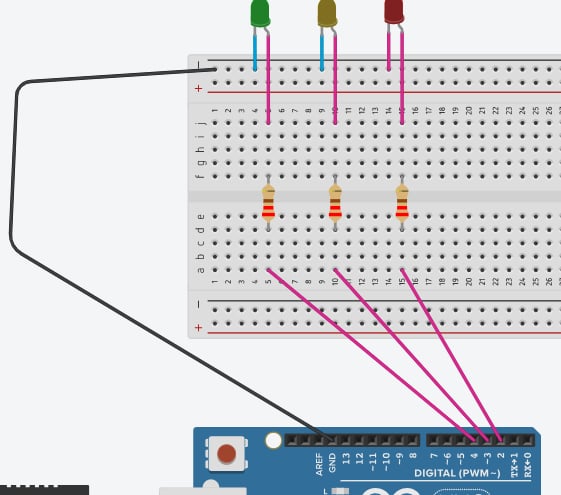 −
+
1 2 3 4 5 6 7 8 9 10 11 12 13 14 15 16 17 18 19 20 21 22 23 24 25 26
j
i
h
g
f
e
d
c
b
a
1 2 3 4 5 6 7 8 9 10 11 12 13 14 15 16 17 18 19 20 21 22 23 24 25 26
−
+
AREF
GND
13
12
~11
~10
~9
8
7
~6
~5
4
~3
2
TX→1
RX←0
DIGITAL (PWM~)
L